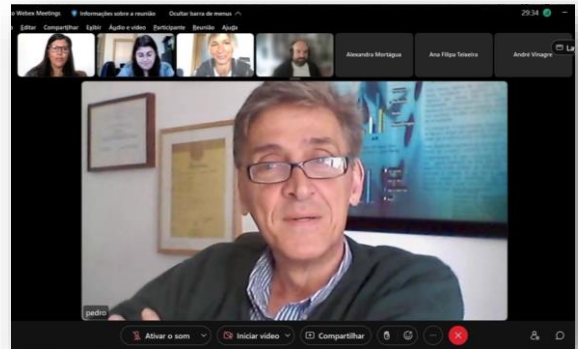 Webex Meetings Informações sobre a reunião Ocultar barra de menus 29:34
Editar Compartilhar Exibir Áudio e vídeo Participante Reunião Ajuda
Alexandra Mortágua
Ana Filipa Teixeira
André Vinagre
La
pedro
Ativar o som Iniciar vídeo Compartilhar